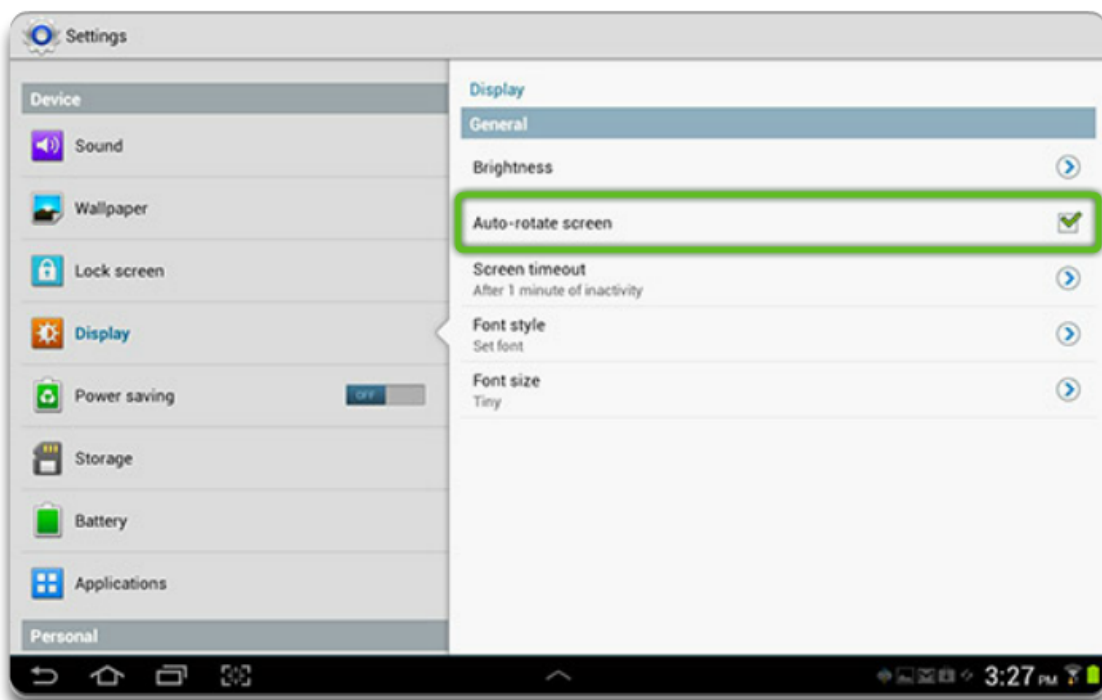 Settings
Device
Sound
Wallpaper
Lock screen
Display
Power saving
OFF
Storage
Battery
Applications
Personal
Display
General
Brightness
Auto-rotate screen
Screen timeout
After 1 minute of inactivity
Font style
Set font
Font size
Tiny
3:27 PM